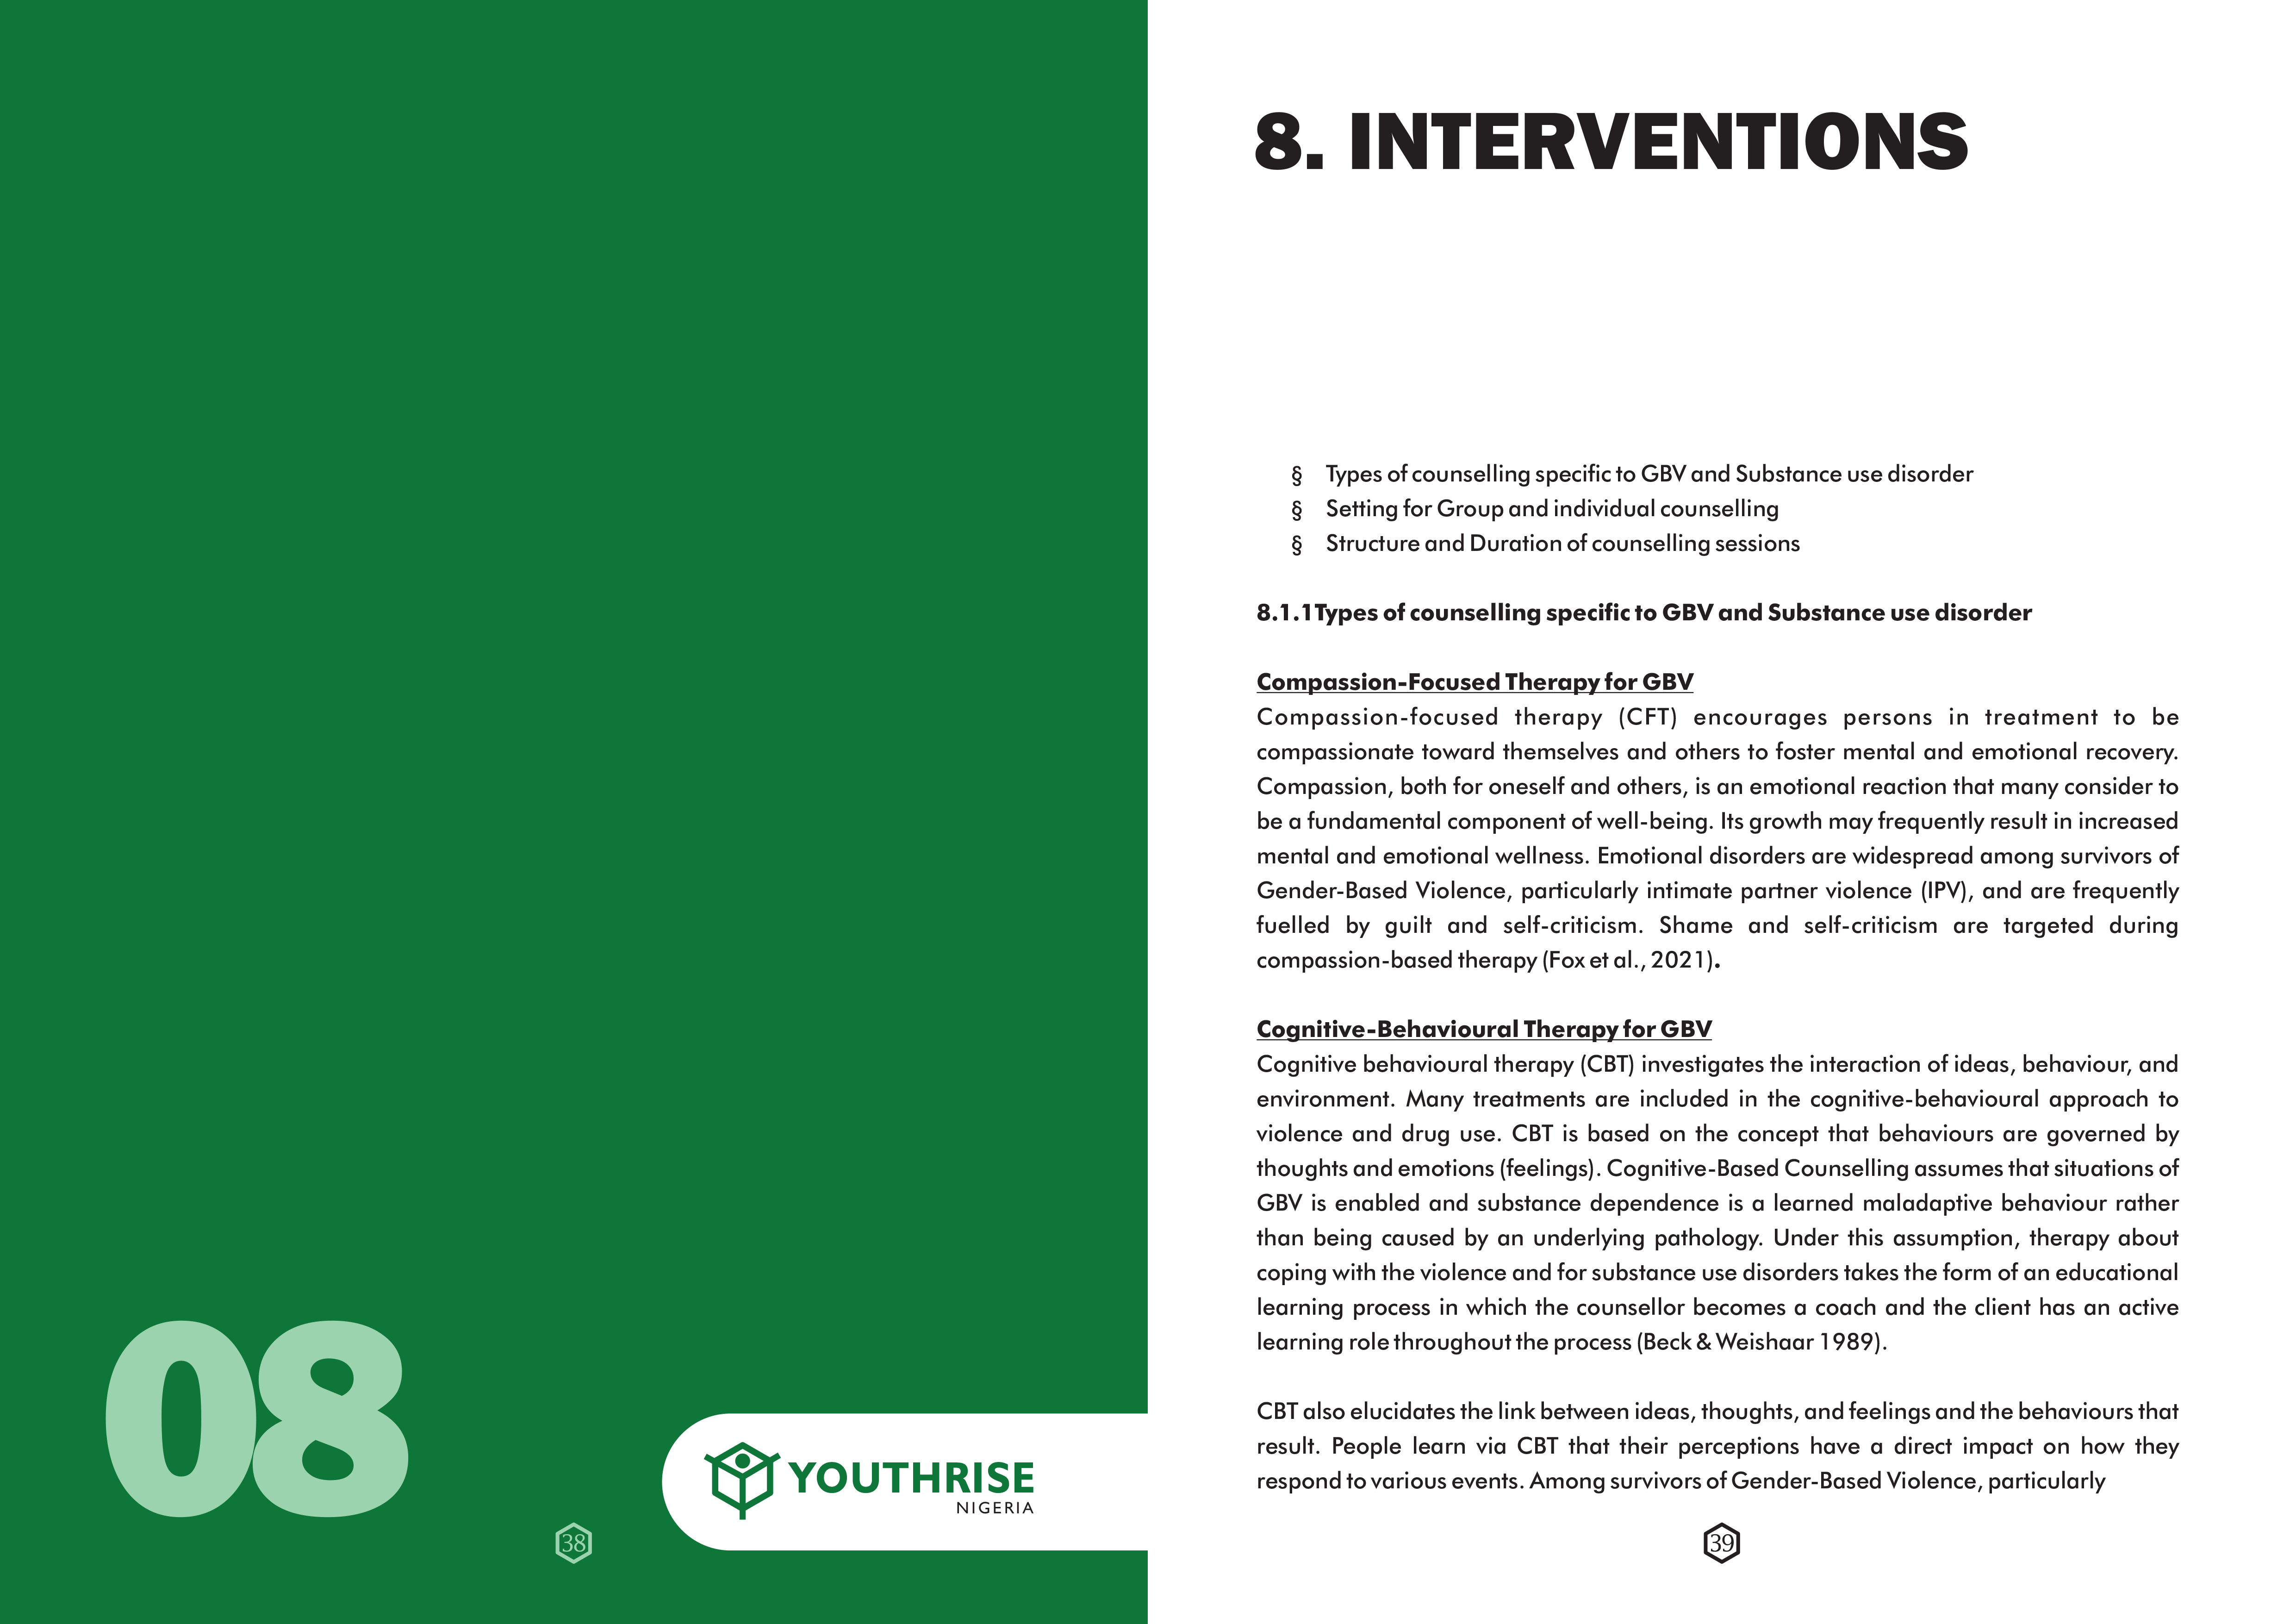 08
38
YOUTHRISE
NIGERIA
8. INTERVENTIONS
§ Types of counselling specific to GBV and Substance use disorder
§ Setting for Group and individual counselling
§ Structure and Duration of counselling sessions
8.1.1Types of counselling specific to GBV and Substance use disorder
Compassion-Focused Therapy for GBV
Compassion-focused therapy (CFT) encourages persons in treatment to be
compassionate toward themselves and others to foster mental and emotional recovery.
Compassion, both for oneself and others, is an emotional reaction that many consider to
be a fundamental component of well-being. Its growth may frequently result in increased
mental and emotional wellness. Emotional disorders are widespread among survivors of
Gender-Based Violence, particularly intimate partner violence (IPV), and are frequently
fuelled by guilt and self-criticism. Shame and self-criticism are targeted during
compassion-based therapy (Fox et al., 2021).
Cognitive-Behavioural Therapy for GBV
Cognitive behavioural therapy (CBT) investigates the interaction of ideas, behaviour, and
environment. Many treatments are included in the cognitive-behavioural approach to
violence and drug use. CBT is based on the concept that behaviours are governed by
thoughts and emotions (feelings). Cognitive-Based Counselling assumes that situations of
GBV is enabled and substance dependence is a learned maladaptive behaviour rather
than being caused by an underlying pathology. Under this assumption, therapy about
coping with the violence and for substance use disorders takes the form of an educational
learning process in which the counsellor becomes a coach and the client has an active
learning role throughout the process (Beck & Weishaar 1989).
CBT also elucidates the link between ideas, thoughts, and feelings and the behaviours that
result. People learn via CBT that their perceptions have a direct impact on how they
respond to various events. Among survivors of Gender-Based Violence, particularly
39